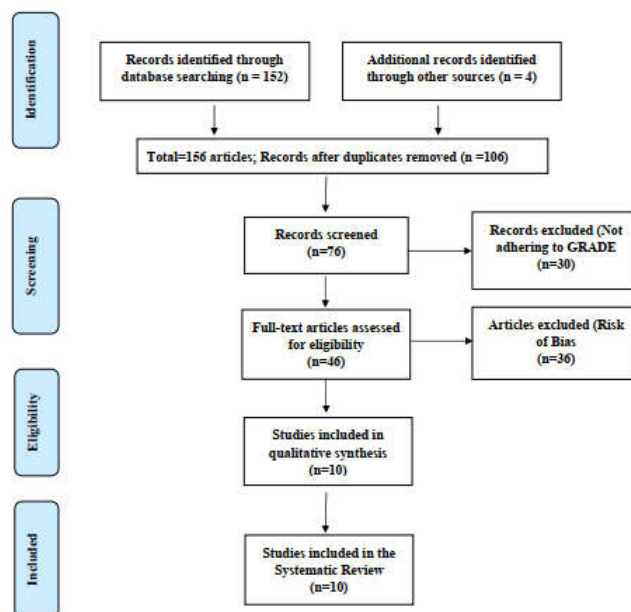 Identification
Records identified through
database searching (n = 152)
Additional records identified
through other sources (n = 4)
Total=156 articles; Records after duplicates removed (n =106)
Screening
Records screened
(n=76)
Records excluded (Not
adhering to GRADE
(n=30)
Full-text articles assessed
for eligibility
(n=46)
Articles excluded (Risk
of Bias
(n=36)
Eligibility
Studies included in
qualitative synthesis
(n=10)
Included
Studies included in the
Systematic Review
(n=10)